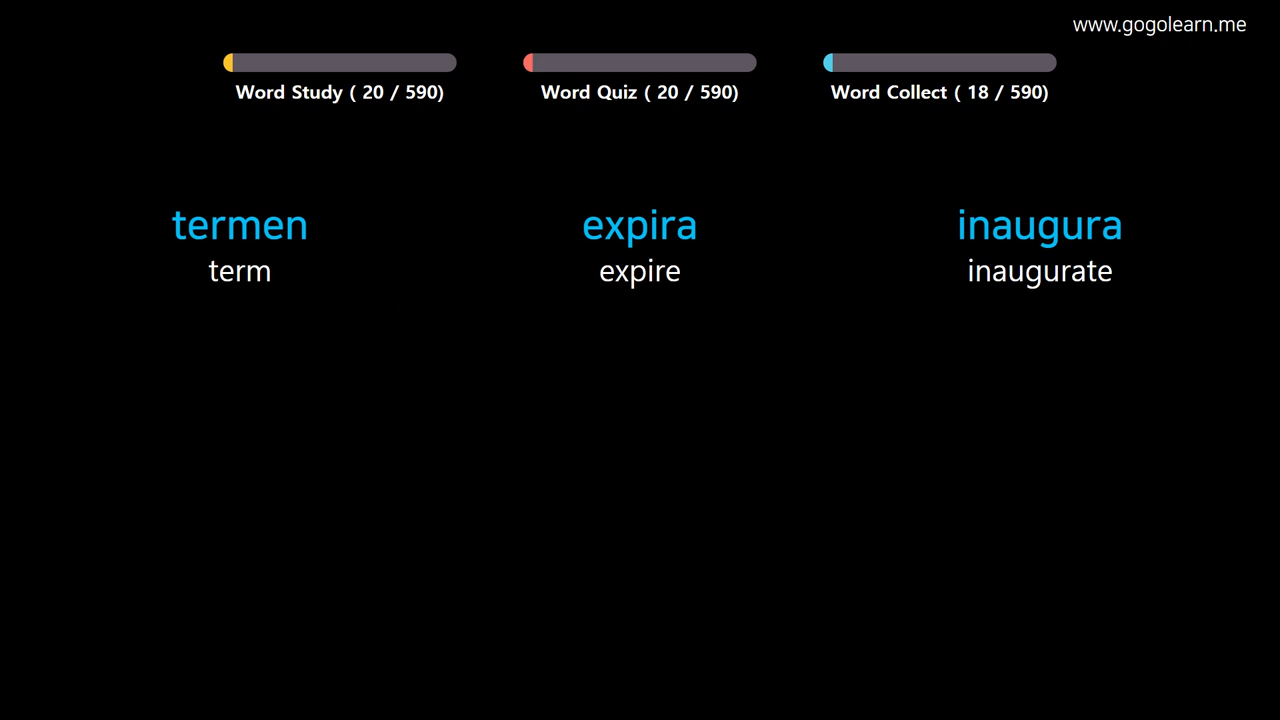 www.gogolearn.me
Word Study ( 20 / 590)
Word Quiz ( 20 / 590)
Word Collect ( 18 / 590)
termen
term
expira
expire
inaugura
inaugurate